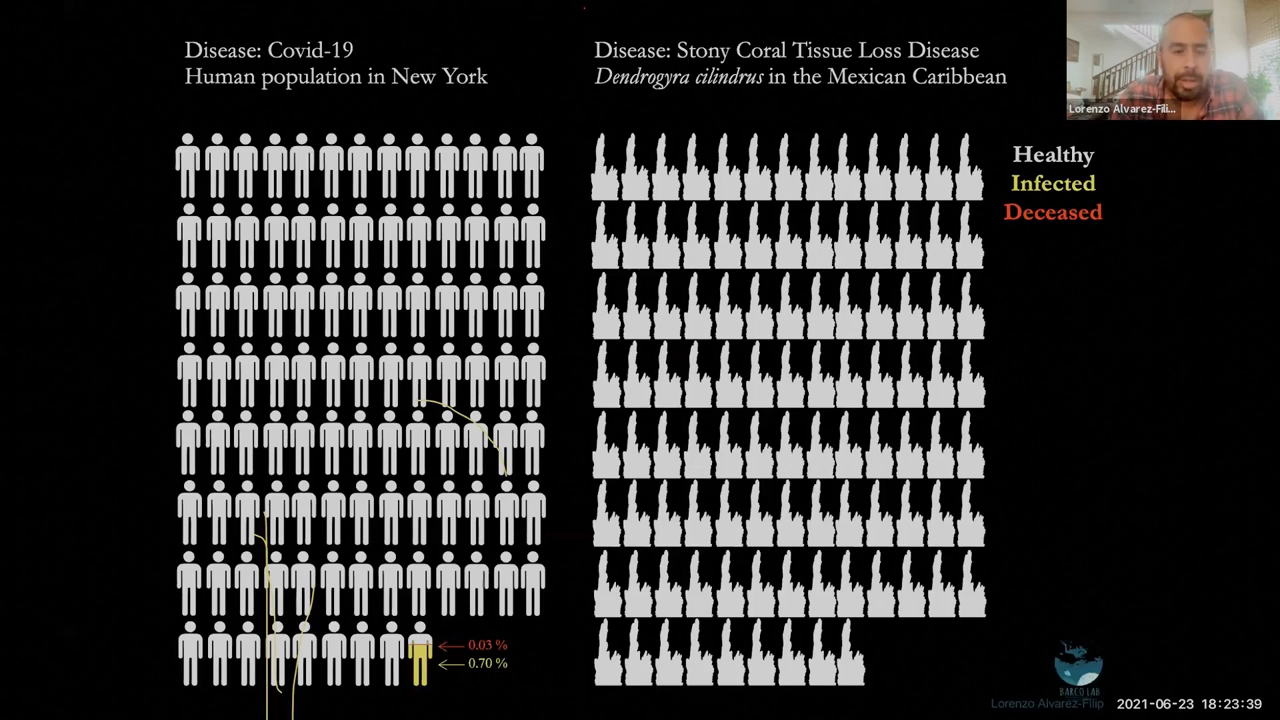 Disease: Covid-19
Human population in New York
Disease: Stony Coral Tissue Loss Disease
Dendrogyra cilindrus in the Mexican Caribbean
Lorenzo Alvarez-Fili...
Healthy
Infected
Deceased
0.03 %
0.70 %
BARCO LAB
Lorenzo Alvarez-Filip
2021-06-23 18:23:39